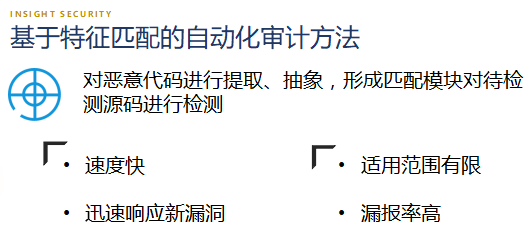 INSIGHT SECURITY
基于特征匹配的自动化审计方法
对恶意代码进行提取、抽象，形成匹配模块对待检
测源码进行检测
• 速度快
• 适用范围有限
• 迅速响应新漏洞
• 漏报率高